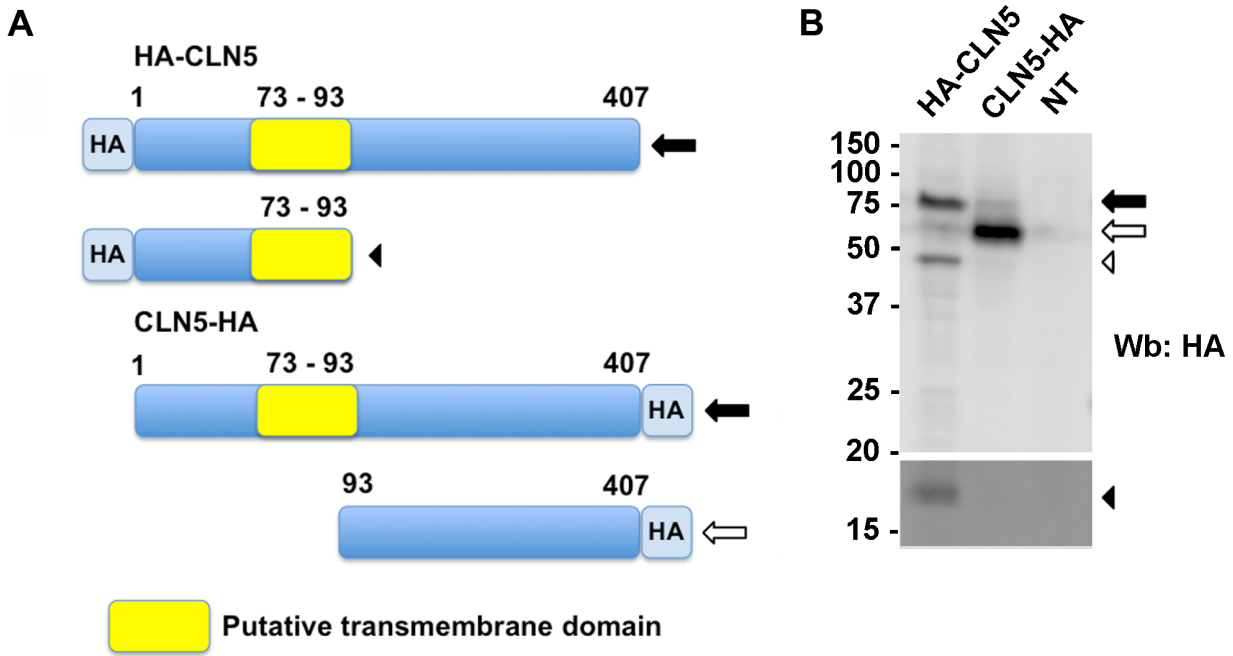 A
HA-CLN5
1 73 - 93 407
HA
73 - 93
HA
CLN5-HA
1 73 - 93 407
HA
93 407
HA
Putative transmembrane domain
B
HA-CLN5 CLN5-HA NT
150 -
100 -
75 -
50 -
37 -
25 -
20 -
15 -
Wb: HA